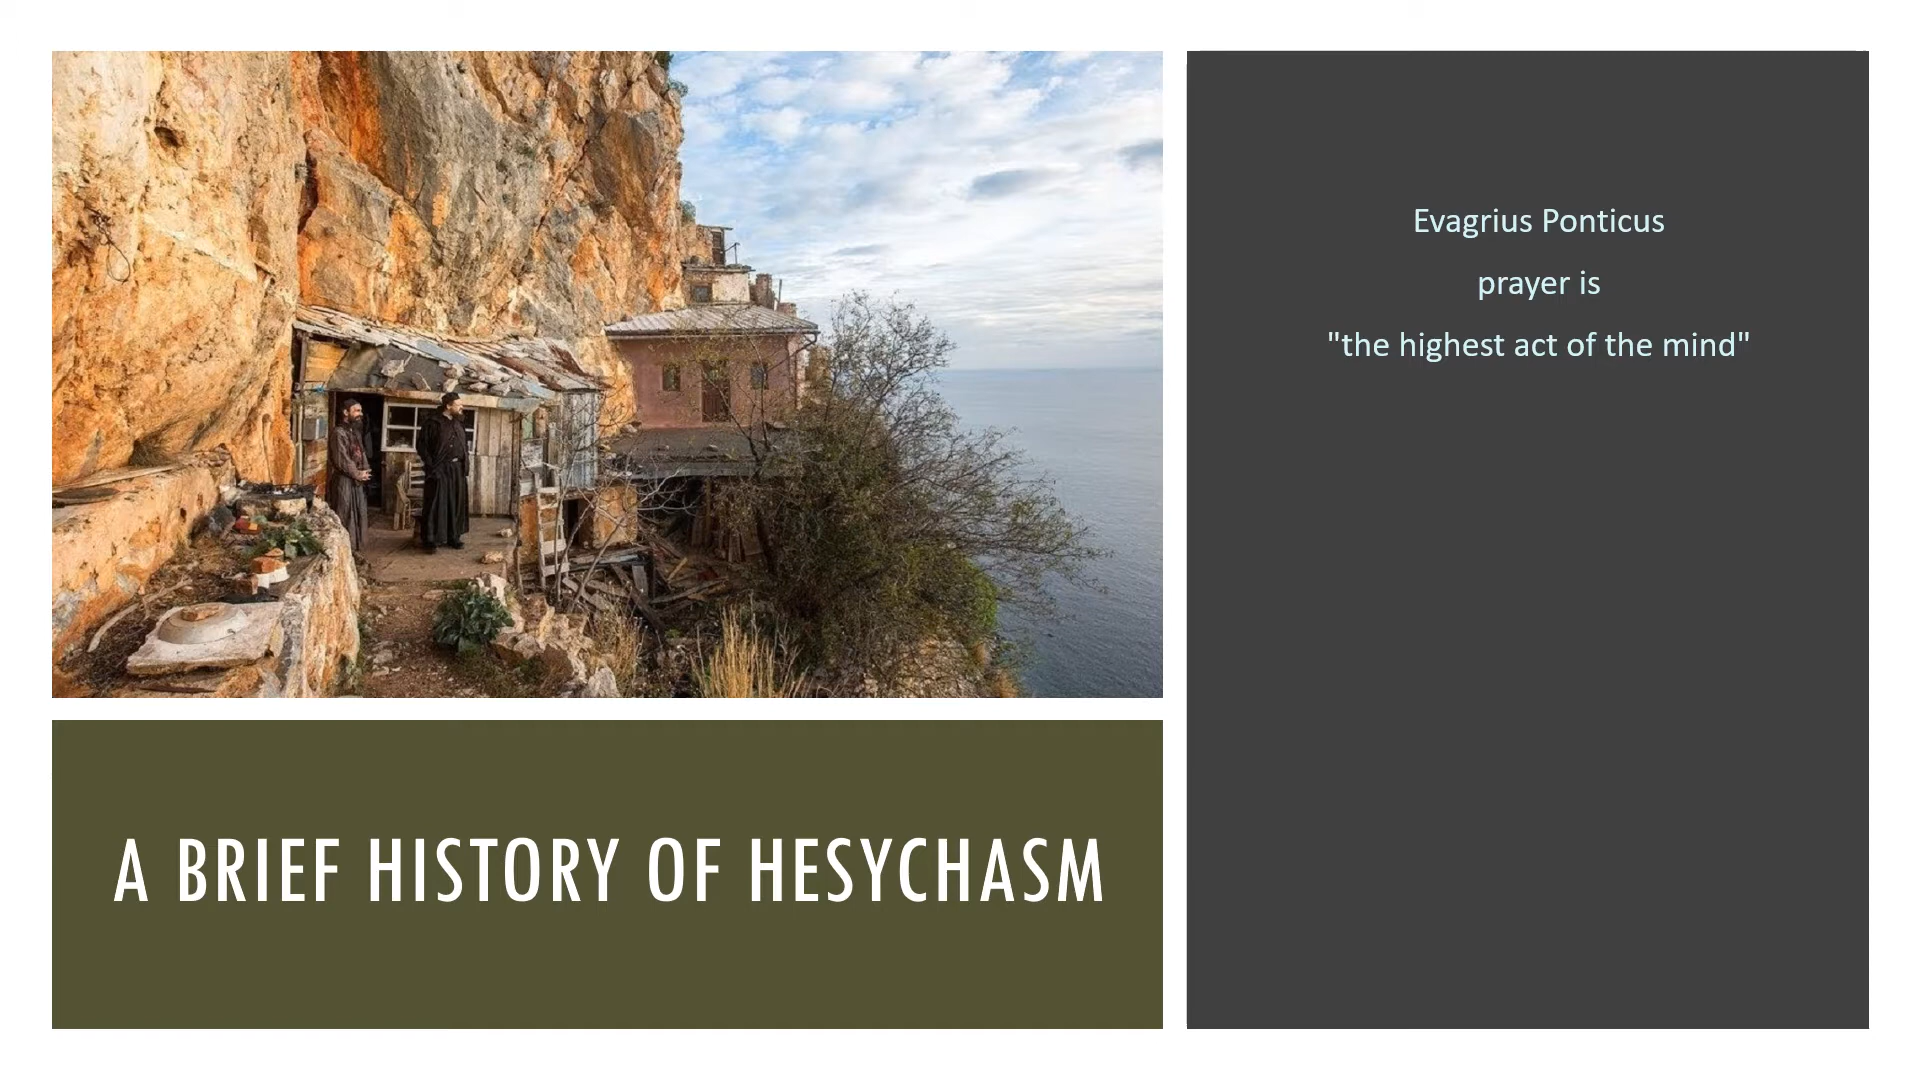 A BRIEF HISTORY OF HESYCHASM
Evagrius Ponticus
prayer is
"the highest act of the mind"